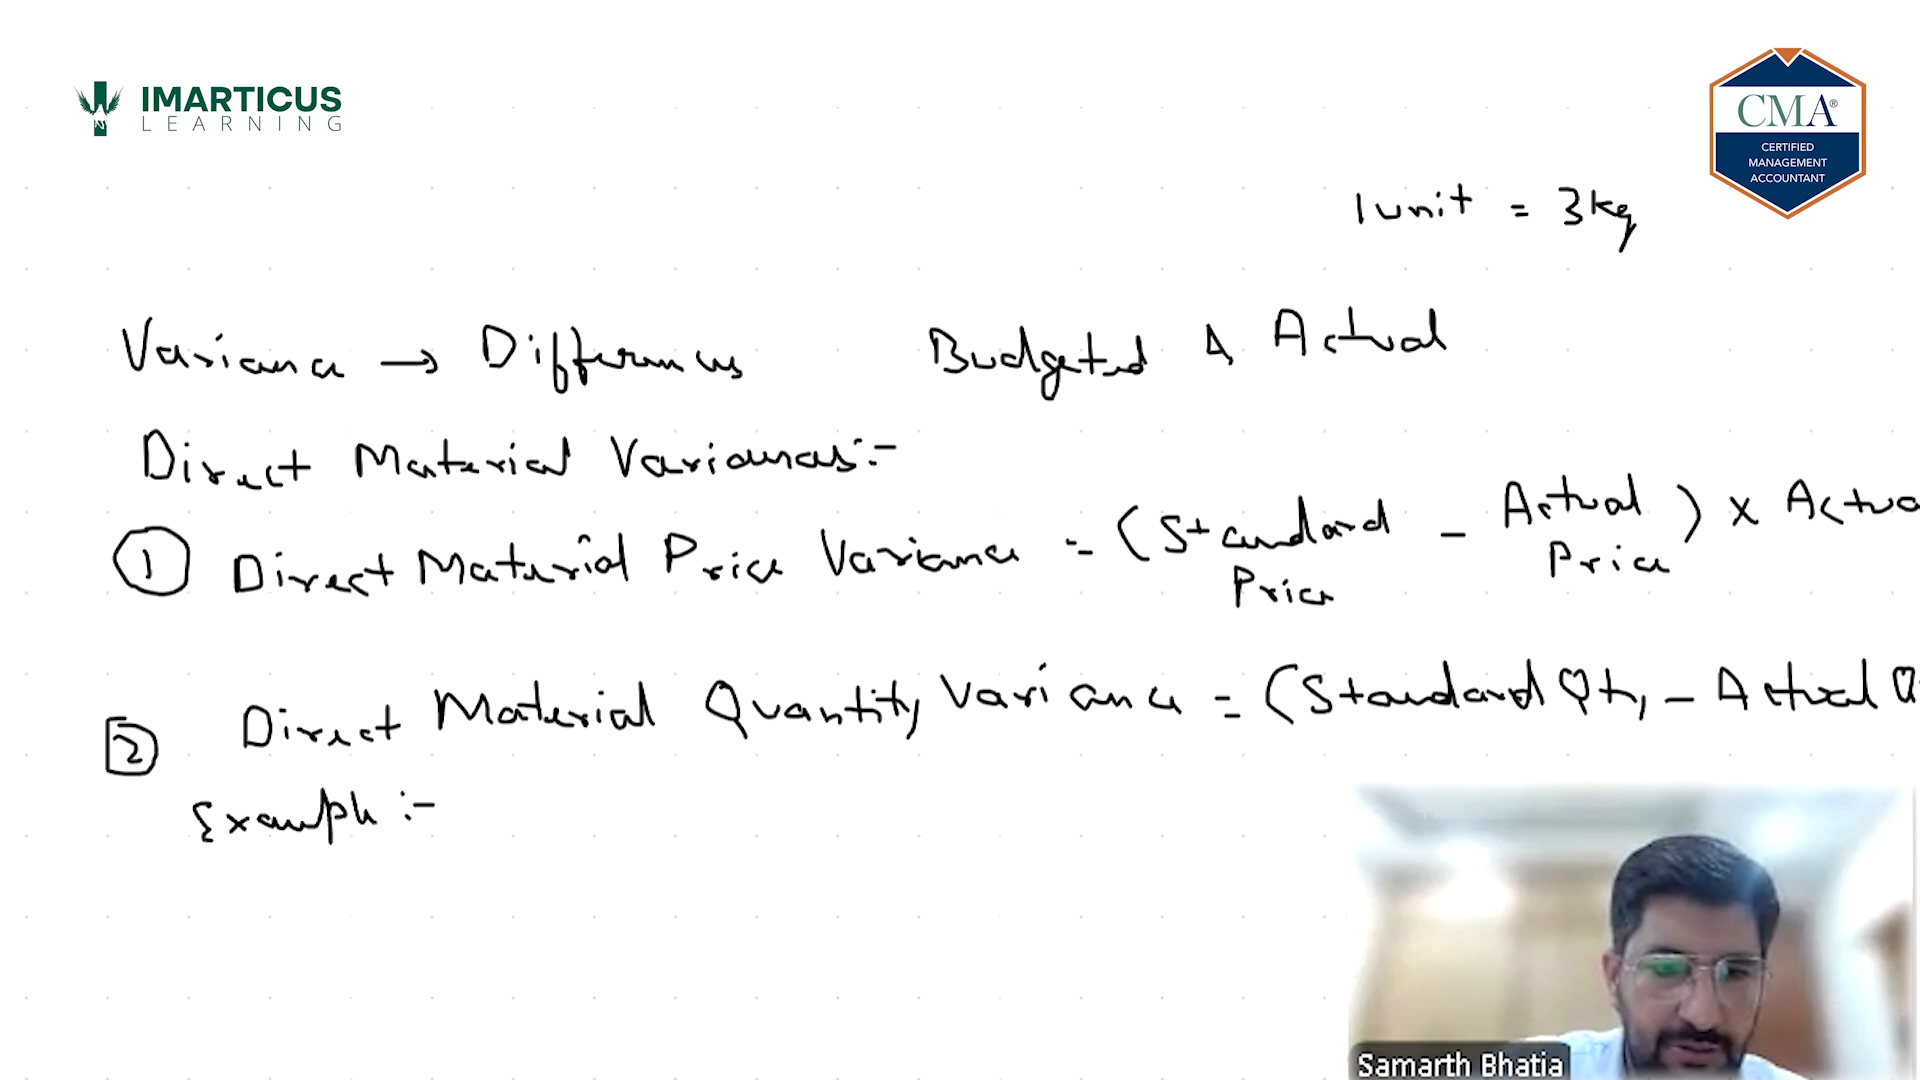 IMARTICUS
LEARNING
CMA®
CERTIFIED
MANAGEMENT
ACCOUNTANT
1 unit = 3kg
Variance → Differences Budgeted & Actual
Direct Material Variances:-
1 Direct Material Price Variance = (Standard Price - Actual Price) x Actua
2 Direct Material Quantity Variance = (Standard Qty - Actual Q
Example :-
Samarth Bhatia